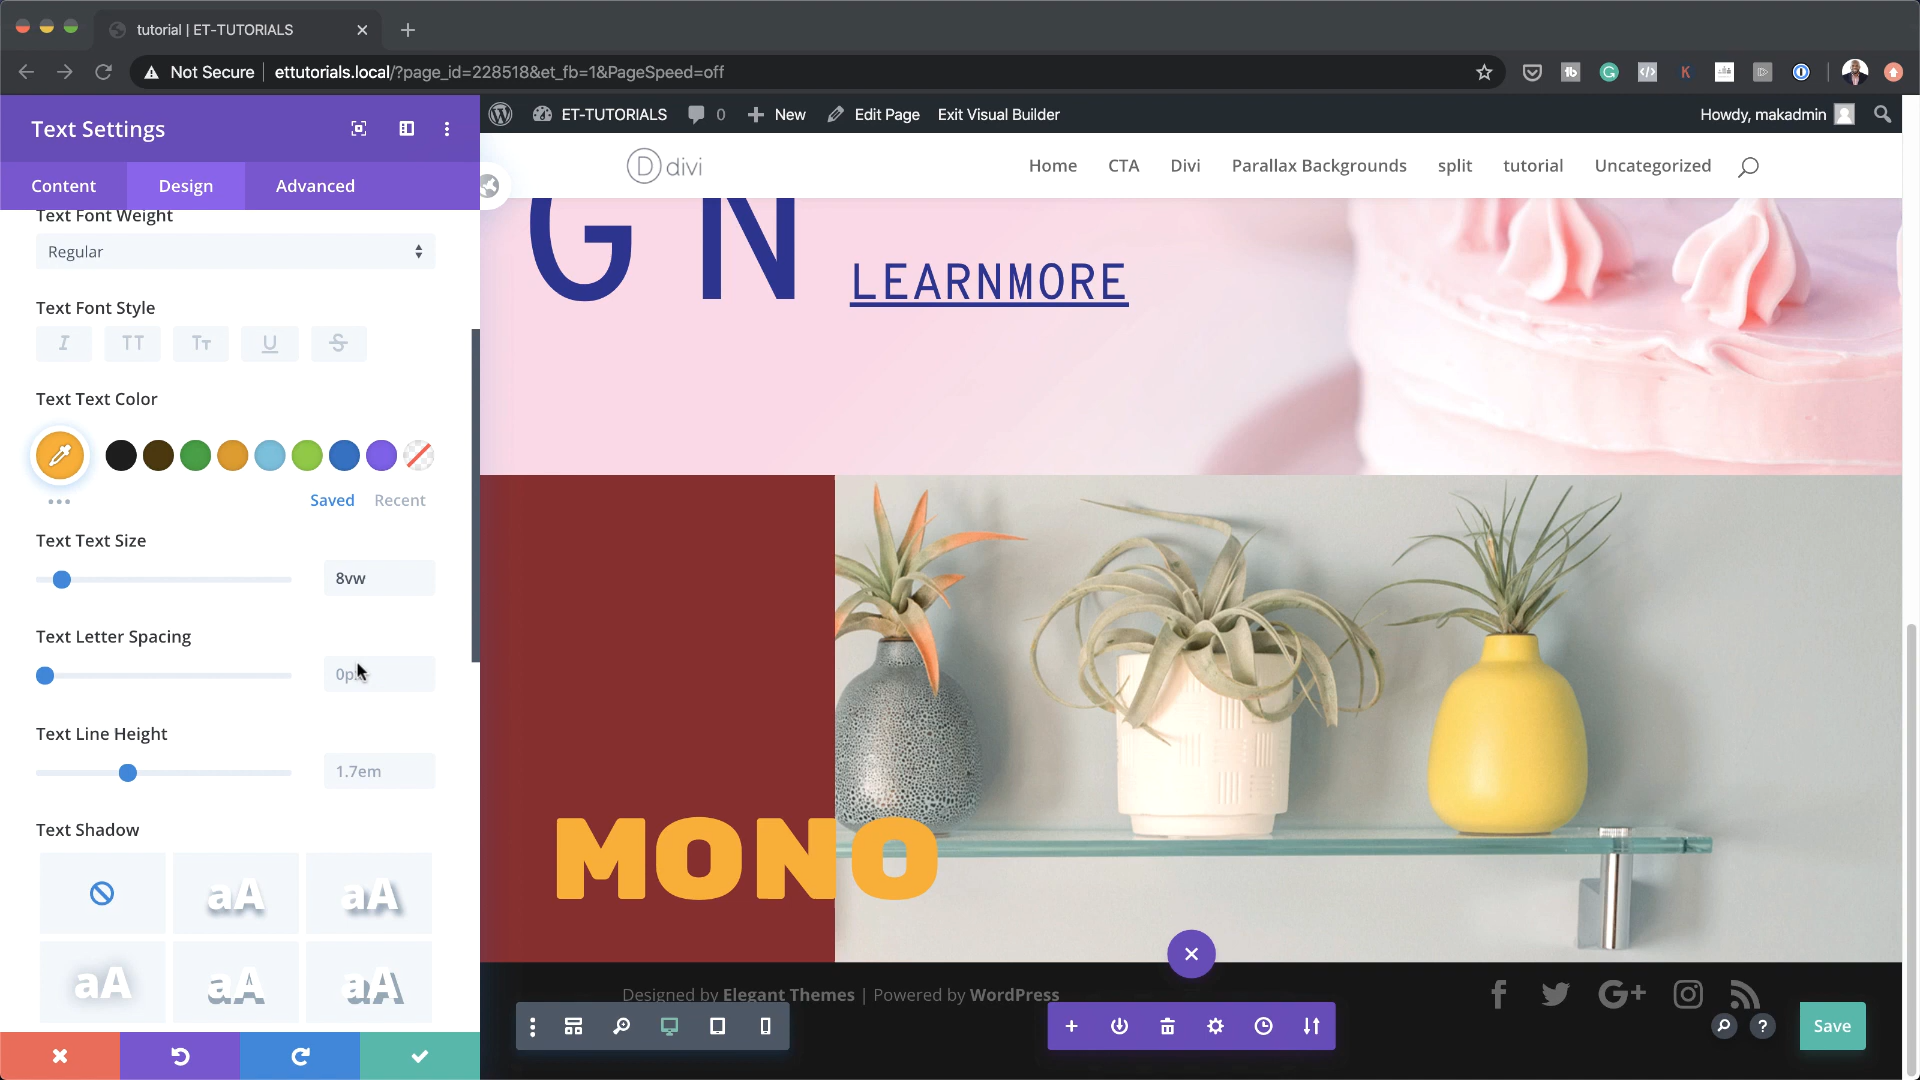 tutorial | ET-TUTORIALS
Not Secure ettutorials.local/?page_id=228518&et_fb=1&PageSpeed=off
Text Settings
ET-TUTORIALS 0 New Edit Page Exit Visual Builder Howdy, makadmin
divi Home CTA Divi Parallax Backgrounds split tutorial Uncategorized
Content Design Advanced
Text Font Weight
Regular
G N LEARNMORE
Text Font Style
I TT Tt U S
Text Text Color
Saved Recent
Text Text Size
8vw
Text Letter Spacing
Text Line Height
1.7em
Text Shadow
aA aA
aA aA aA
MONO
Designed by Elegant Themes | Powered by WordPress
Save